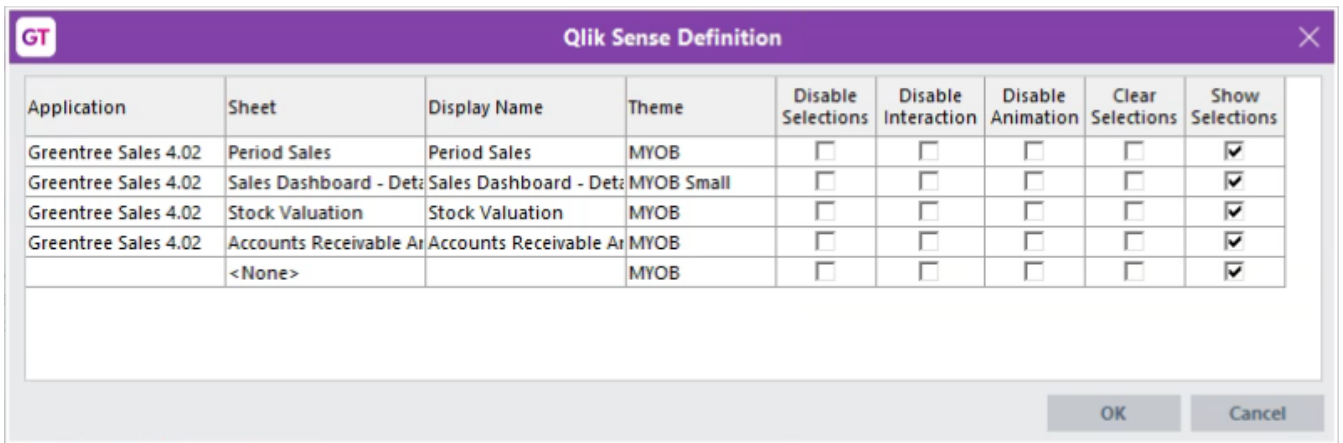 GT Qlik Sense Definition
Application Sheet Display Name Theme Disable Selections Disable Interaction Disable Animation Clear Selections Show Selections
Greentree Sales 4.02 Period Sales Period Sales MYOB
Greentree Sales 4.02 Sales Dashboard - Deta Sales Dashboard - Deta MYOB Small
Greentree Sales 4.02 Stock Valuation Stock Valuation MYOB
Greentree Sales 4.02 Accounts Receivable Ar Accounts Receivable Ar MYOB
<None> MYOB
OK Cancel